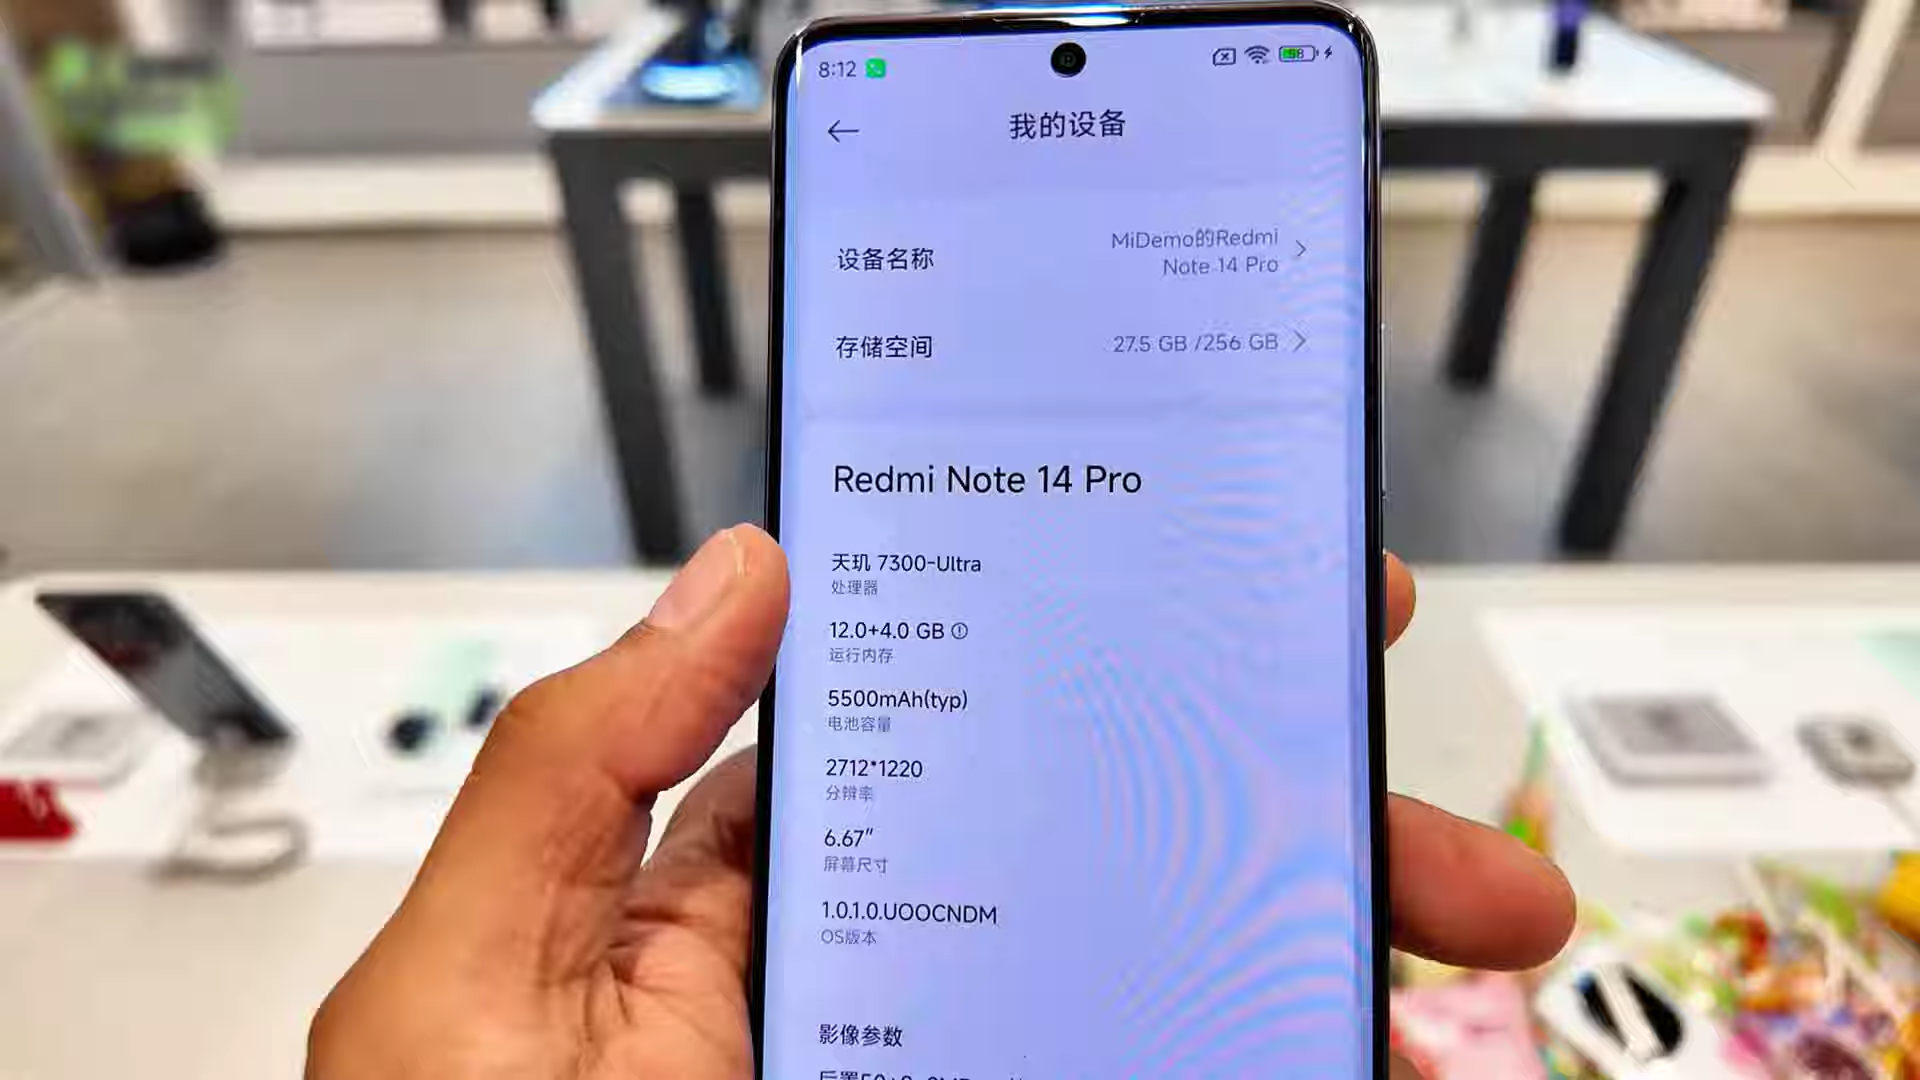 8:12
98
我的设备
设备名称
MiDemo的Redmi
Note 14 Pro
存储空间
27.5 GB /256 GB
Redmi Note 14 Pro
天玑 7300-Ultra
处理器
12.0+4.0 GB
运行内存
5500mAh(typ)
电池容量
2712*1220
分辨率
6.67″
屏幕尺寸
1.0.1.0.UOOCNDM
OS版本
影像参数